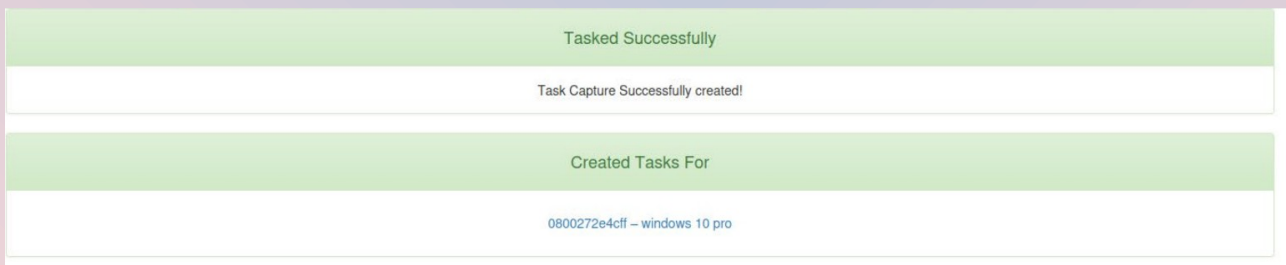 Tasked Successfully
Task Capture Successfully created!
Created Tasks For
0800272e4cff – windows 10 pro